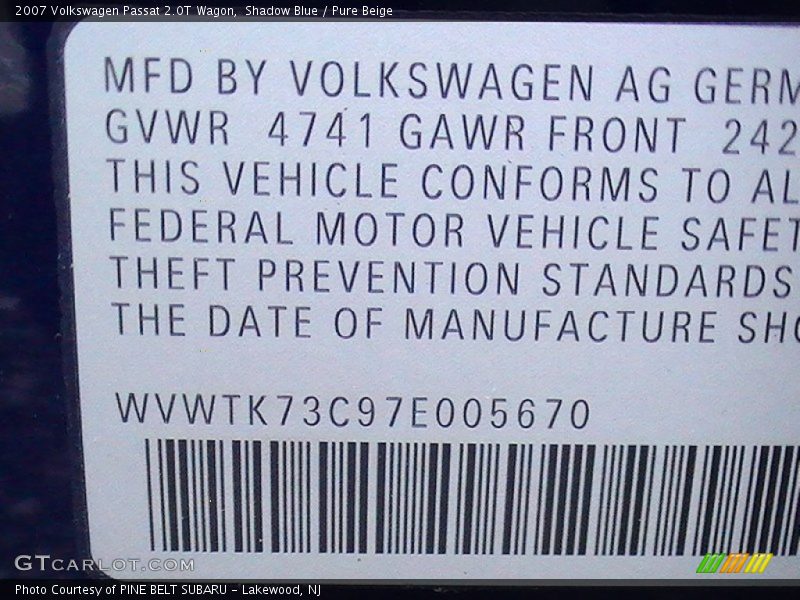 2007 Volkswagen Passat 2.0T Wagon,  Shadow Blue / Pure Beige
MFD BY VOLKSWAGEN AG GERM
GVWR 4741 GAWR FRONT 242
THIS VEHICLE CONFORMS TO AL
FEDERAL MOTOR VEHICLE SAFET
THEFT PREVENTION STANDARDS
THE DATE OF MANUFACTURE SHO
WVWTK73C97E005670
GTCARLOT.COM
Photo Courtesy of PINE BELT SUBARU - Lakewood, NJ